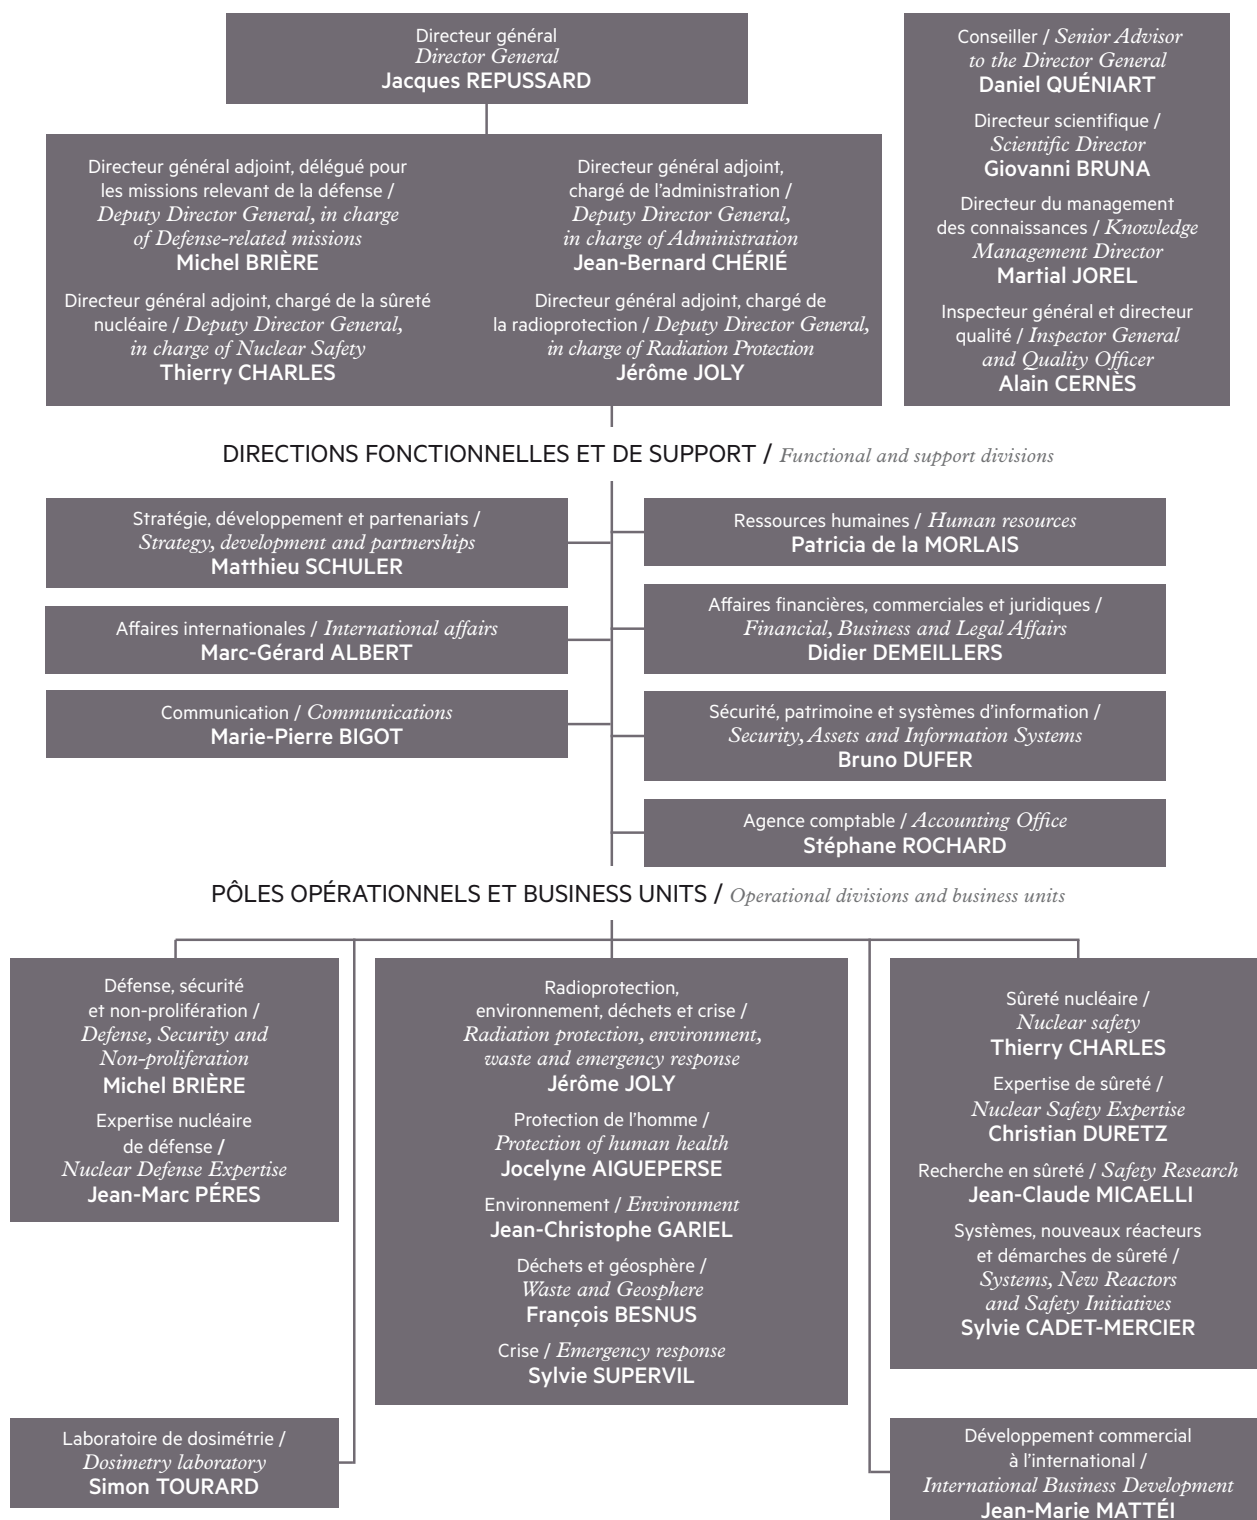 Directeur général
Director General
Jacques REPUSSARD
Conseiller / Senior Advisor
to the Director General
Daniel QUÉNIART
Directeur scientifique /
Scientific Director
Giovanni BRUNA
Directeur du management
des connaissances / Knowledge
Management Director
Martial JOREL
Inspecteur général et directeur
qualité / Inspector General
and Quality Officer
Alain CERNÈS
Directeur général adjoint, délégué pour
les missions relevant de la défense /
Deputy Director General, in charge
of Defense-related missions
Michel BRIÈRE
Directeur général adjoint,
chargé de l'administration /
Deputy Director General,
in charge of Administration
Jean-Bernard CHÉRIÉ
Directeur général adjoint, chargé de la sûreté
nucléaire / Deputy Director General,
in charge of Nuclear Safety
Thierry CHARLES
Directeur général adjoint, chargé de
la radioprotection / Deputy Director General,
in charge of Radiation Protection
Jérôme JOLY
DIRECTIONS FONCTIONNELLES ET DE SUPPORT / Functional and support divisions
Stratégie, développement et partenariats /
Strategy, development and partnerships
Matthieu SCHULER
Affaires internationales / International affairs
Marc-Gérard ALBERT
Communication / Communications
Marie-Pierre BIGOT
Ressources humaines / Human resources
Patricia de la MORLAIS
Affaires financières, commerciales et juridiques /
Financial, Business and Legal Affairs
Didier DEMEILLERS
Sécurité, patrimoine et systèmes d'information /
Security, Assets and Information Systems
Bruno DUFER
Agence comptable / Accounting Office
Stéphane ROCHARD
PÔLES OPÉRATIONNELS ET BUSINESS UNITS / Operational divisions and business units
Défense, sécurité
et non-prolifération /
Defense, Security and
Non-proliferation
Michel BRIÈRE
Expertise nucléaire
de défense /
Nuclear Defense Expertise
Jean-Marc PÉRES
Radioprotection,
environnement, déchets et crise /
Radiation protection, environment,
waste and emergency response
Jérôme JOLY
Protection de l'homme /
Protection of human health
Jocelyne AIGUEPERSE
Environnement / Environment
Jean-Christophe GARIEL
Déchets et géosphère /
Waste and Geosphere
François BESNUS
Crise / Emergency response
Sylvie SUPERVIL
Sûreté nucléaire /
Nuclear safety
Thierry CHARLES
Expertise de sûreté /
Nuclear Safety Expertise
Christian DURETZ
Recherche en sûreté / Safety Research
Jean-Claude MICAELLI
Systèmes, nouveaux réacteurs
et démarches de sûreté /
Systems, New Reactors
and Safety Initiatives
Sylvie CADET-MERCIER
Laboratoire de dosimétrie /
Dosimetry laboratory
Simon TOURARD
Développement commercial
à l'international /
International Business Development
Jean-Marie MATTÉI